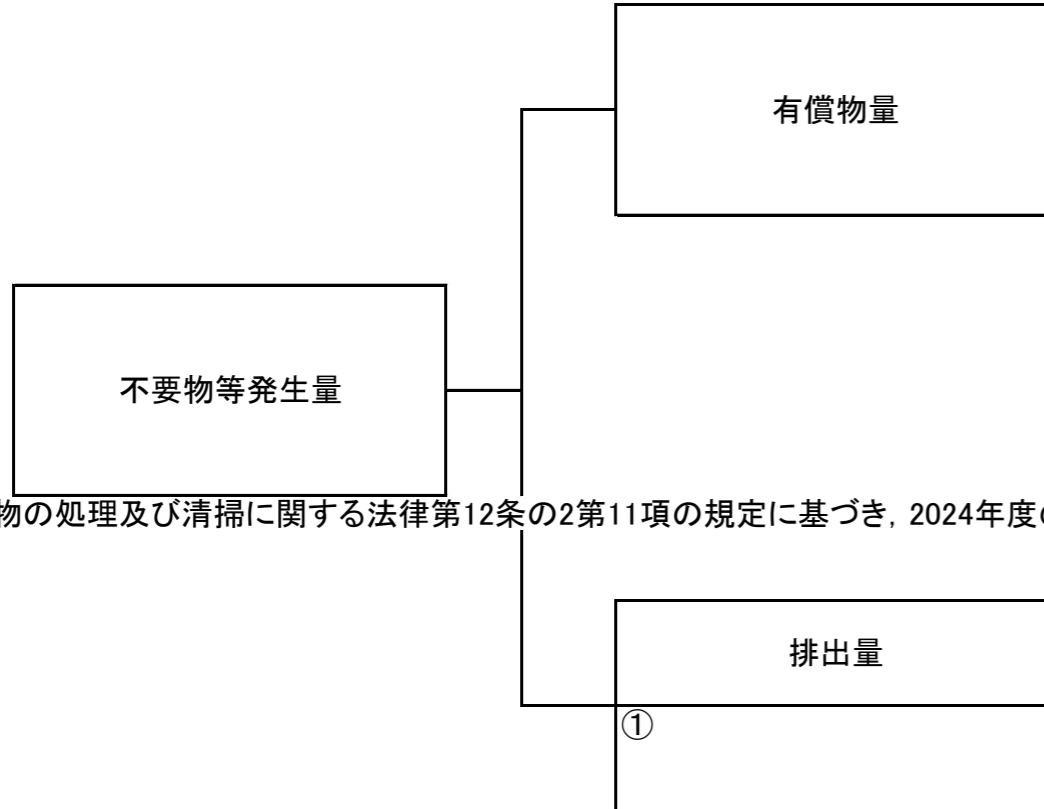 有償物量
不要物等発生量
物の処理及び清掃に関する法律第12条の2第11項の規定に基づき，2024年度
排出量
①